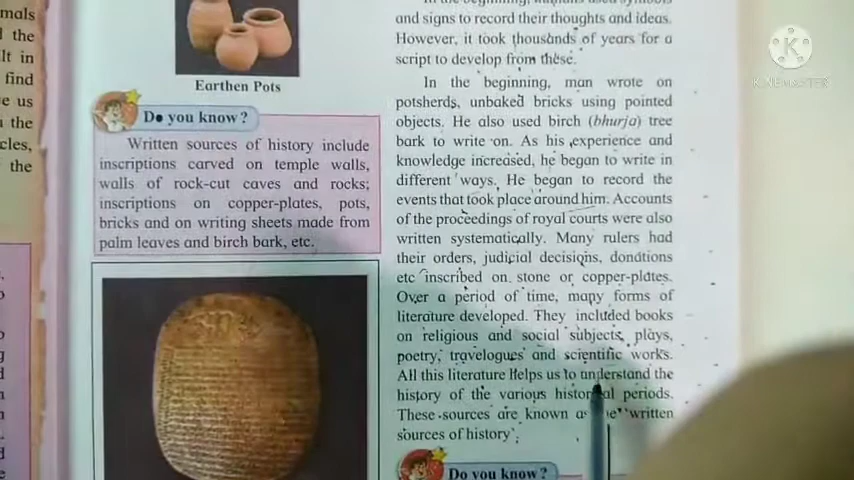 mals
d the
lt in
find
e us
n the
cles,
the
Earthen Pots
Do you know?
Written sources of history include
inscriptions carved on temple walls,
walls of rock-cut caves and rocks;
inscriptions on copper-plates, pots,
bricks and on writing sheets made from
palm leaves and birch bark, etc.
and signs to record their thoughts and ideas.
However, it took thousands of years for a
script to develop from these.
In the beginning, man wrote on
potsherds, unbaked bricks using pointed
objects. He also used birch (bhurja) tree
bark to write on. As his experience and
knowledge increased, he began to write in
different ways. He began to record the
events that took place around him. Accounts
of the proceedings of royal courts were also
written systematically. Many rulers had
their orders, judicial decisions, donations
etc inscribed on stone or copper-plates.
Over a period of time, many forms of
literature developed. They included books
on religious and social subjects, plays,
poetry, travelogues and scientific works.
All this literature Helps us to understand the
history of the various historical periods.
These sources are known as 'written
sources of history'.
Do you know?
KINEMASTER